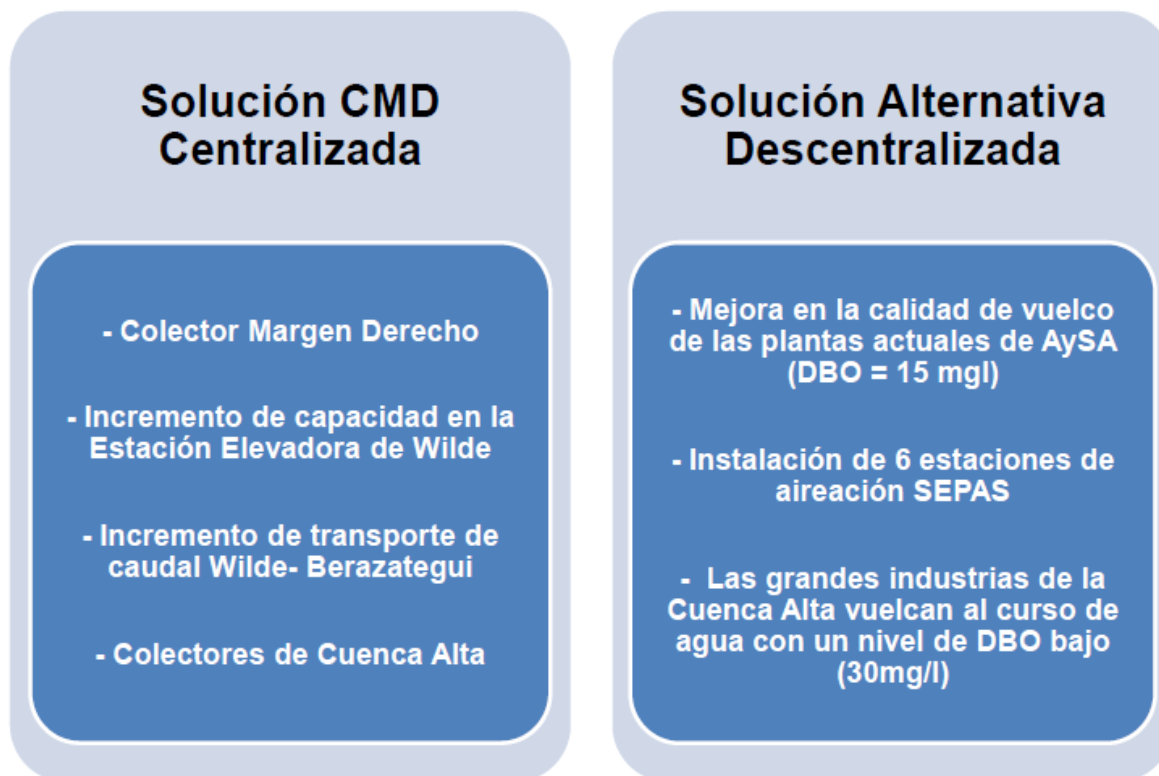 Solución CMD
Centralizada
- Colector Margen Derecho
- Incremento de capacidad en la
Estación Elevadora de Wilde
- Incremento de transporte de
caudal Wilde- Berazategui
- Colectores de Cuenca Alta
Solución Alternativa
Descentralizada
- Mejora en la calidad de vuelco
de las plantas actuales de AySA
(DBO = 15 mgl)
- Instalación de 6 estaciones de
aireación SEPAS
- Las grandes industrias de la
Cuenca Alta vuelcan al curso de
agua con un nivel de DBO bajo
(30mg/l)